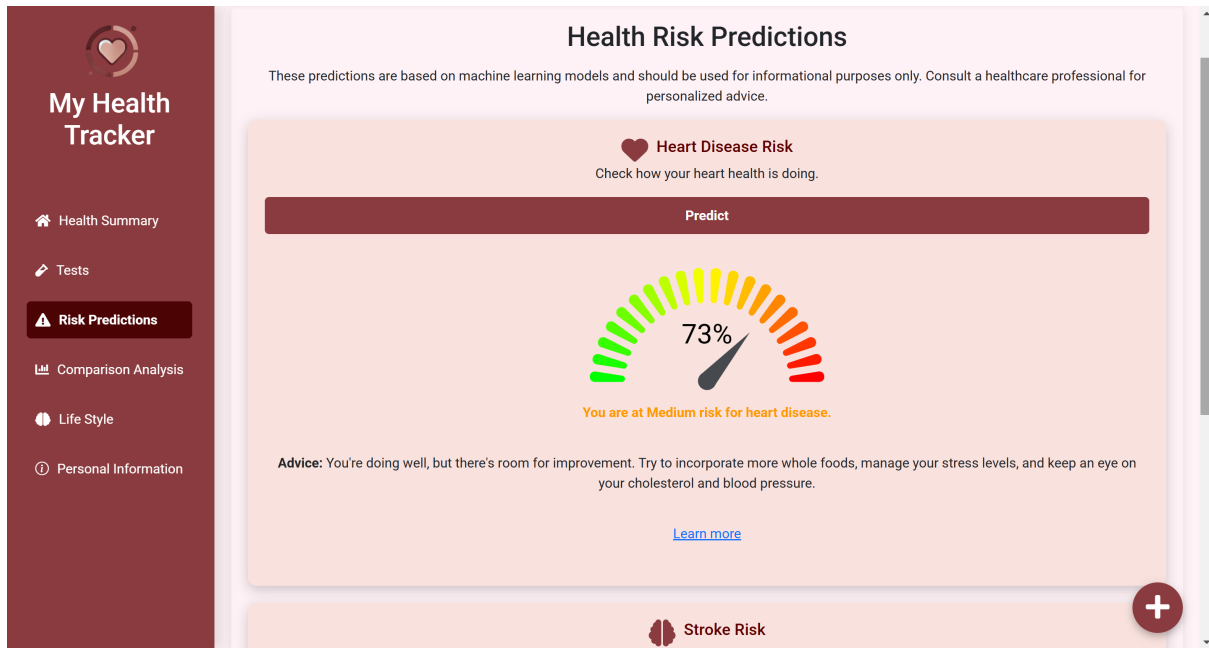 My Health
Tracker
Health Summary
Tests
Risk Predictions
Comparison Analysis
Life Style
Personal Information
Health Risk Predictions
These predictions are based on machine learning models and should be used for informational purposes only. Consult a healthcare professional for
personalized advice.
Heart Disease Risk
Check how your heart health is doing.
Predict
73%
You are at Medium risk for heart disease.
Advice: You're doing well, but there's room for improvement. Try to incorporate more whole foods, manage your stress levels, and keep an eye on
your cholesterol and blood pressure.
Learn more
Stroke Risk